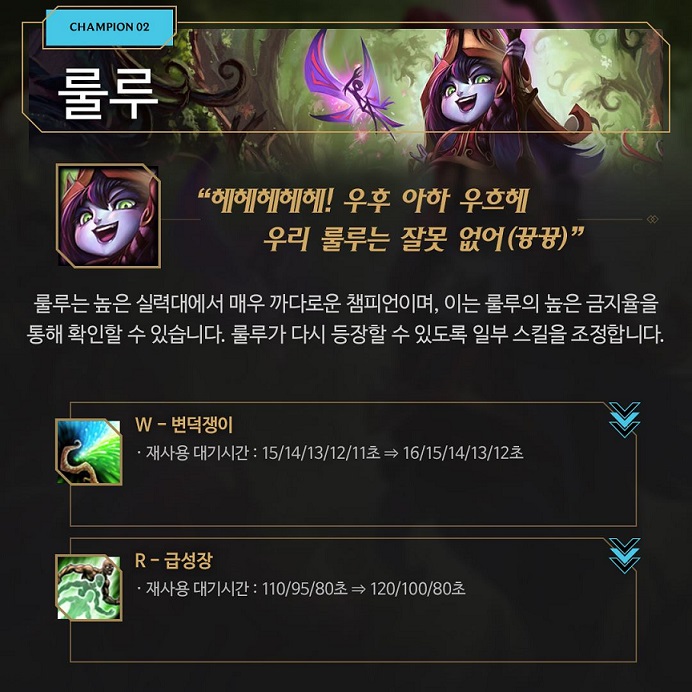 CHAMPION 02
룰루
“헤헤헤헤헤! 우후 아하 우흐헤
우리 룰루는 잘못 없어(뀽뀽)”
룰루는 높은 실력대에서 매우 까다로운 챔피언이며, 이는 룰루의 높은 금지율을
통해 확인할 수 있습니다. 룰루가 다시 등장할 수 있도록 일부 스킬을 조정합니다.
W - 변덕쟁이
· 재사용 대기시간 : 15/14/13/12/11초 ⇒ 16/15/14/13/12초
R - 급성장
· 재사용 대기시간 : 110/95/80초 ⇒ 120/100/80초